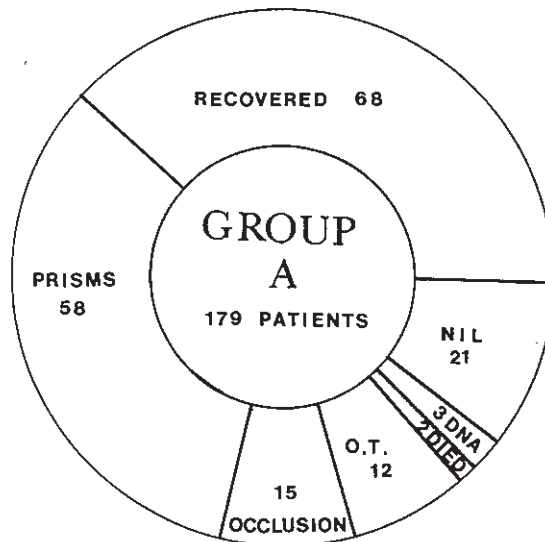 RECOVERED 68
GROUP
A
179 PATIENTS
PRISMS
58
NIL
21
3 DNA
2 DIED
O.T.
12
15
OCCLUSION